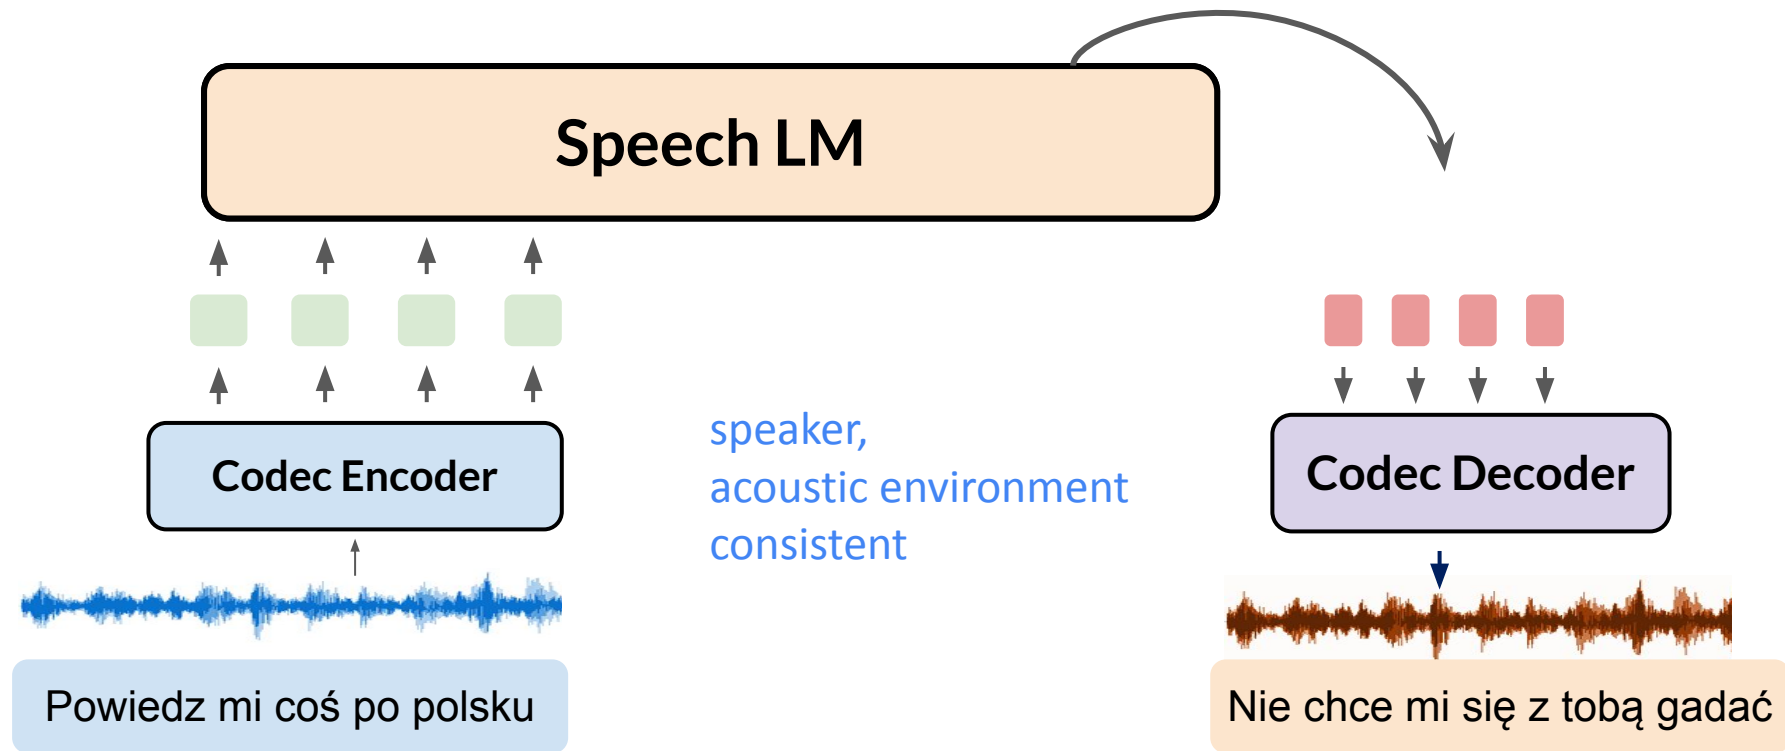 Speech LM
Codec Encoder
speaker,
acoustic environment
consistent
Codec Decoder
Powiedz mi coś po polsku
Nie chce mi się z tobą gadać